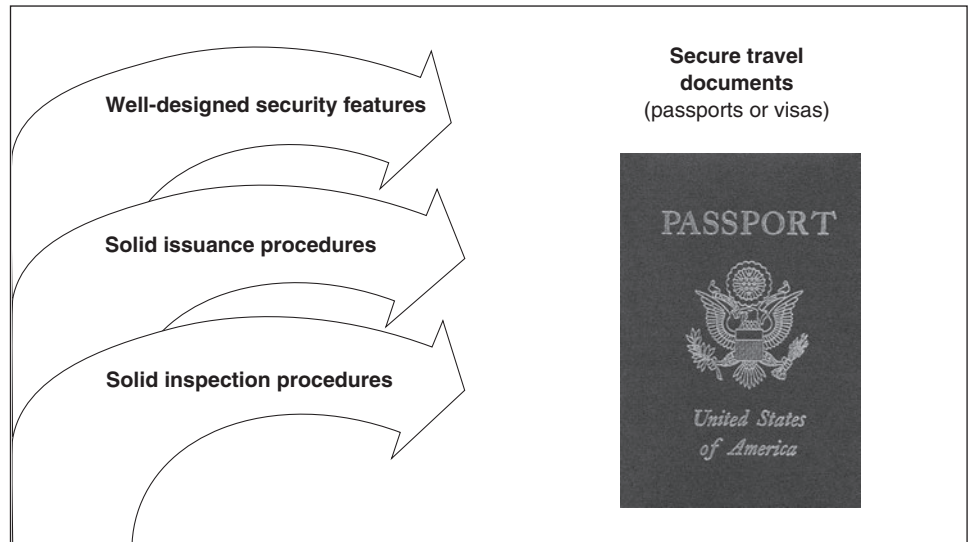 Well-designed security features
Solid issuance procedures
Solid inspection procedures
Secure travel
documents
(passports or visas)
PASSPORT
United States
of America